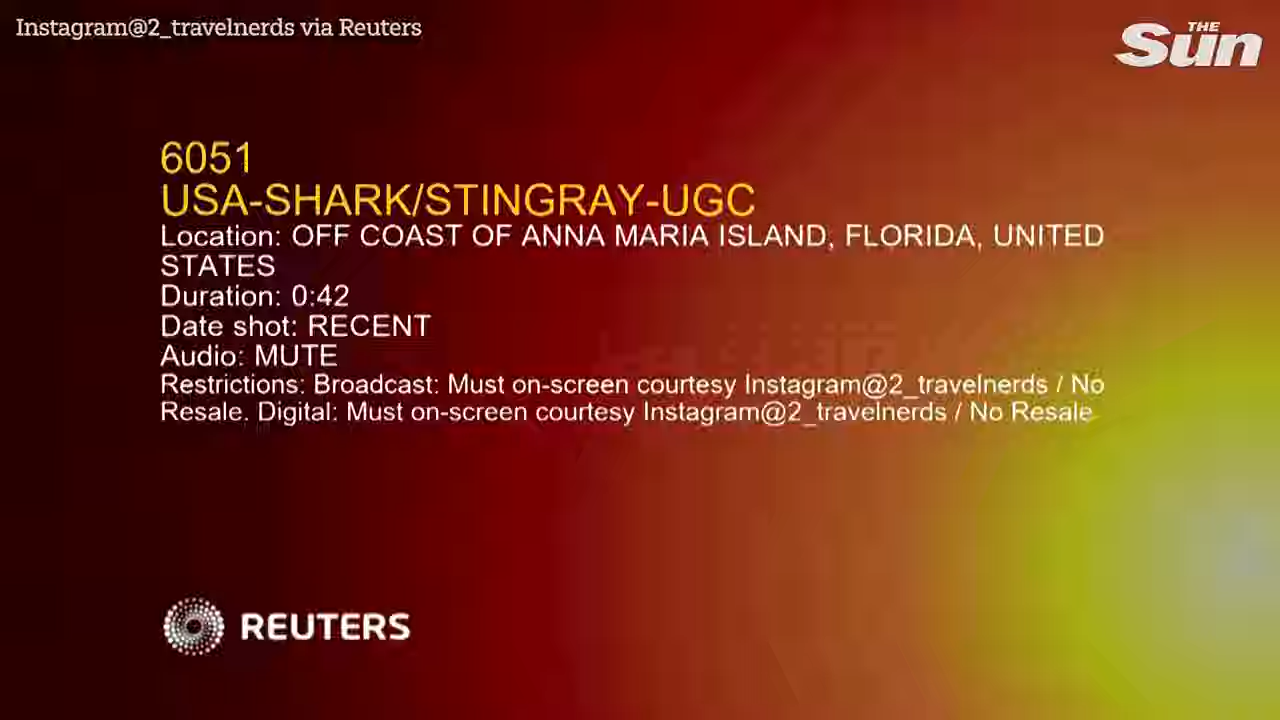 Instagram@2_travelnerds via Reuters
THE
Sun
6051
USA-SHARK/STINGRAY-UGC
Location: OFF COAST OF ANNA MARIA ISLAND, FLORIDA, UNITED
STATES
Duration: 0:42
Date shot: RECENT
Audio: MUTE
Restrictions: Broadcast: Must on-screen courtesy Instagram@2_travelnerds / No
Resale. Digital: Must on-screen courtesy Instagram@2_travelnerds / No Resale
REUTERS